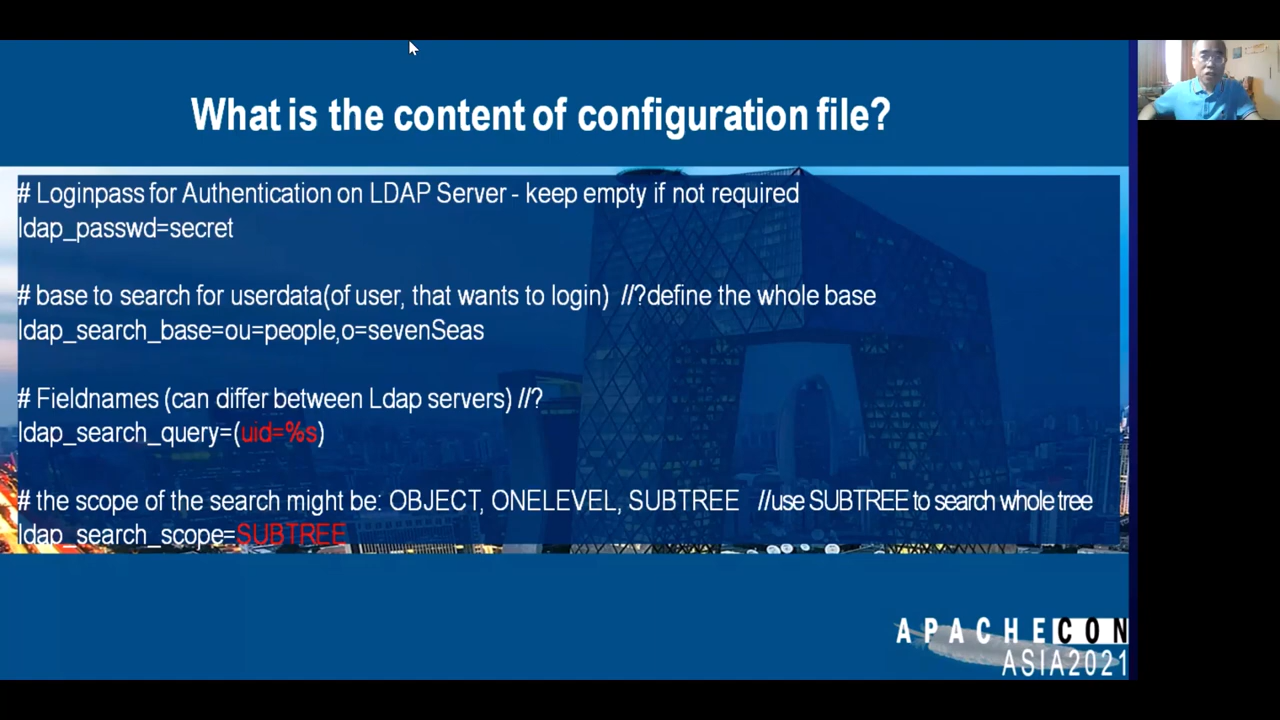 What is the content of configuration file?
# Loginpass for Authentication on LDAP Server - keep empty if not required
ldap_passwd=secret
# base to search for userdata(of user, that wants to login)  //?define the whole base
ldap_search_base=ou=people,o=sevenSeas
# Fieldnames (can differ between Ldap servers) //?
ldap_search_query=(uid=%s)
# the scope of the search might be: OBJECT, ONELEVEL, SUBTREE   //use SUBTREE to search whole tree
ldap_search_scope=SUBTREE
APACHECON
ASIA2021